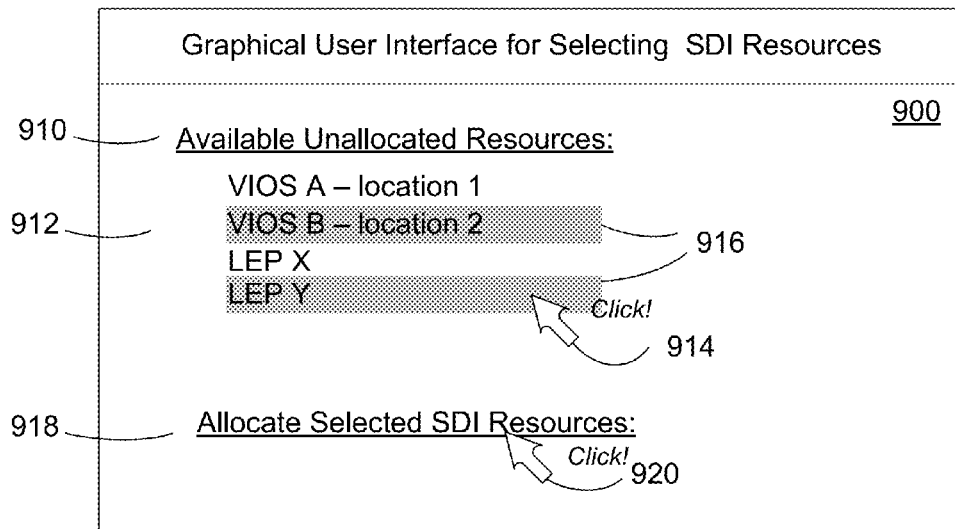 Graphical User Interface for Selecting SDI Resources
900
910
Available Unallocated Resources:
VIOS A – location 1
912
VIOS B – location 2
916
LEP X
LEP Y
Click!
914
918
Allocate Selected SDI Resources:
Click!
920